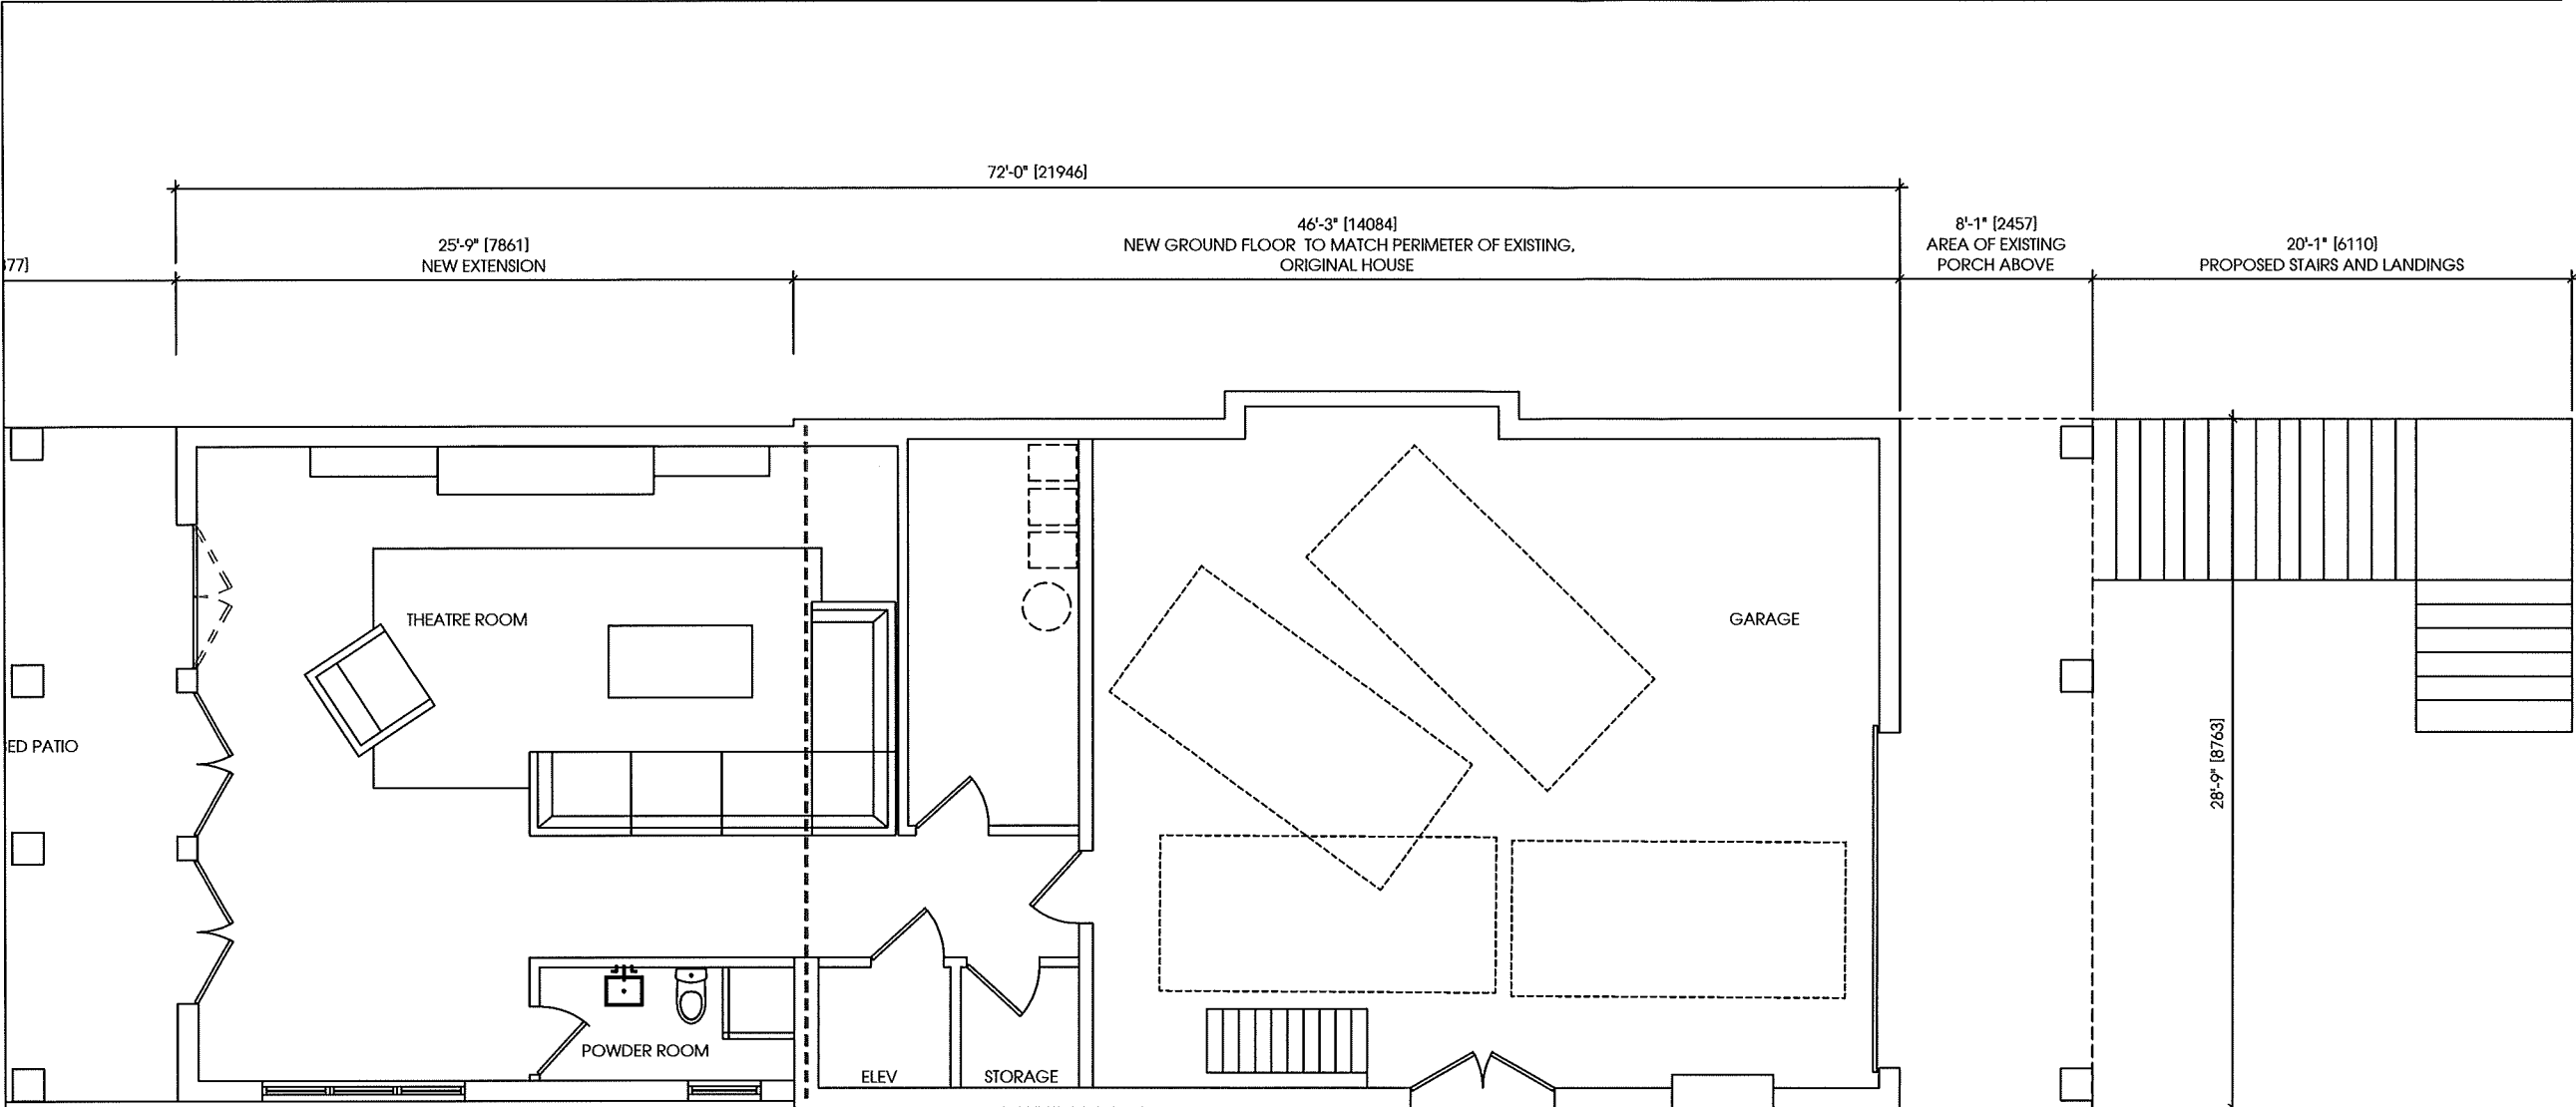 72'-0" [21946]
77]
25'-9" [7861]
NEW EXTENSION
46'-3" [14084]
NEW GROUND FLOOR TO MATCH PERIMETER OF EXISTING,
ORIGINAL HOUSE
8'-1" [2457]
AREA OF EXISTING
PORCH ABOVE
20'-1" [6110]
PROPOSED STAIRS AND LANDINGS
THEATRE ROOM
GARAGE
ED PATIO
28'-9" [8763]
POWDER ROOM
ELEV
STORAGE